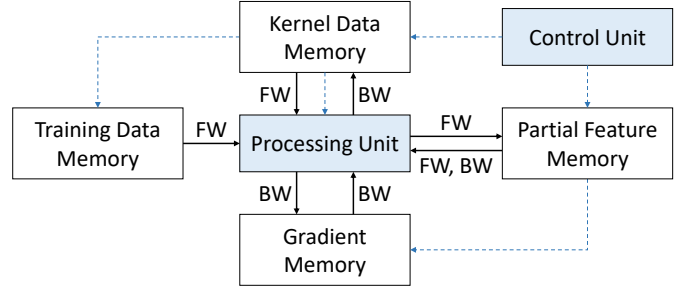 Kernel Data
Memory
Control Unit
FW
BW
Training Data
Memory
FW
Processing Unit
FW
FW, BW
Partial Feature
Memory
BW
BW
Gradient
Memory